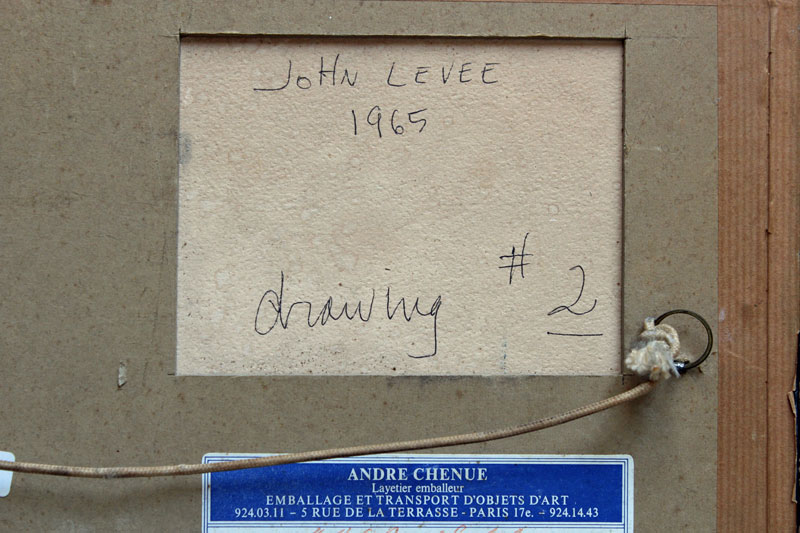 JOHN LEVEE
1965
drawing # 2
ANDRE CHENUE
Layetier emballeur
EMBALLAGE ET TRANSPORT D'OBJETS D'ART
924.03.11 – 5 RUE DE LA TERRASSE - PARIS 17e. – 924.14.43